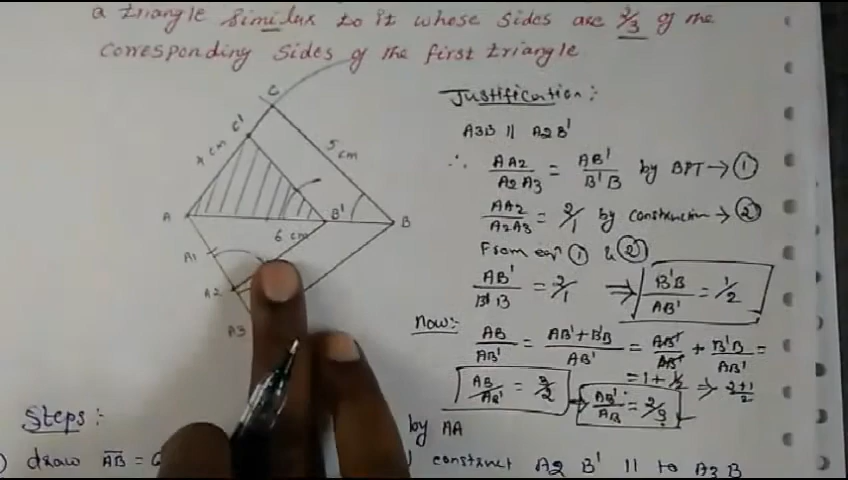 a triangle similar to it whose sides are 2/3 of the
corresponding sides of the first triangle
C
C'
4 cm
5 cm
A
B'
B
6 cm
A1
A2
A3
Justification:
A3B || A2B'
∴ AA2/A2A3 = AB'/B'B by BPT → ①
AA2/A2A3 = 2/1 by construction → ②
From eqn ① & ②
AB'/B'B = 2/1 ⇒ B'B/AB' = 1/2
Now:- AB/AB' = AB'+B'B/AB' = AB'/AB' + B'B/AB' =
= 1 + 1/2 ⇒ 2+1/2
AB/AB' = 3/2 → AB'/AB = 2/3
by AA
Steps:
) draw AB =
construct A2 B' || to A3 B